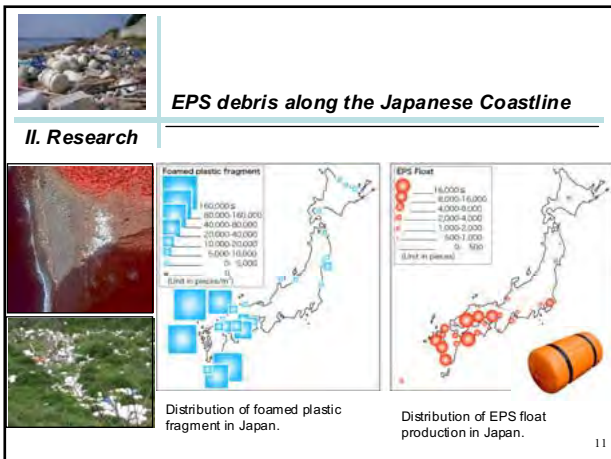 EPS debris along the Japanese Coastline
II. Research
Foamed plastic fragment
160,000≦
80,000-160,000
40,000-80,000
20,000-40,000
10,000-20,000
5,000-10,000
0- 5,000
0
(Unit in pieces/m²)
EPS Float
16,000≦
8,000-16,000
4,000-8,000
2,000-4,000
1,000-2,000
500-1,000
0- 500
(Unit in pieces)
Distribution of foamed plastic
fragment in Japan.
Distribution of EPS float
production in Japan.
11